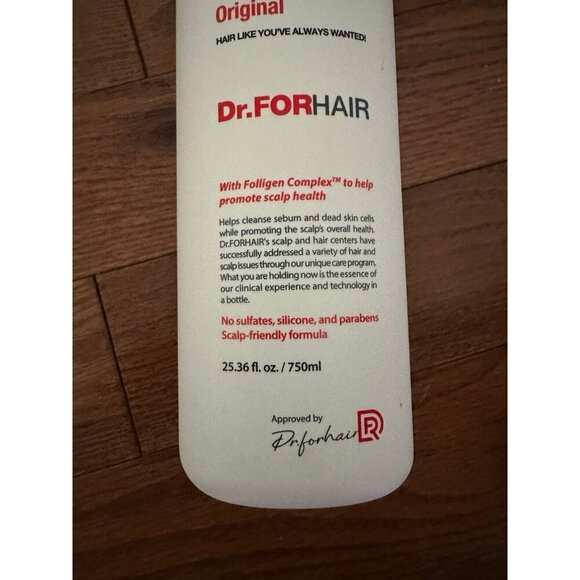 Original
HAIR LIKE YOU'VE ALWAYS WANTED!
Dr.FORHAIR
With Folligen Complex™ to help
promote scalp health
Helps cleanse sebum and dead skin cells
while promoting the scalp's overall health.
Dr.FORHAIR's scalp and hair centers have
successfully addressed a variety of hair and
scalp issues through our unique care program.
What you are holding now is the essence of
our clinical experience and technology in
a bottle.
No sulfates, silicone, and parabens
Scalp-friendly formula
25.36 fl. oz. / 750ml
Approved by
Dr.forhair